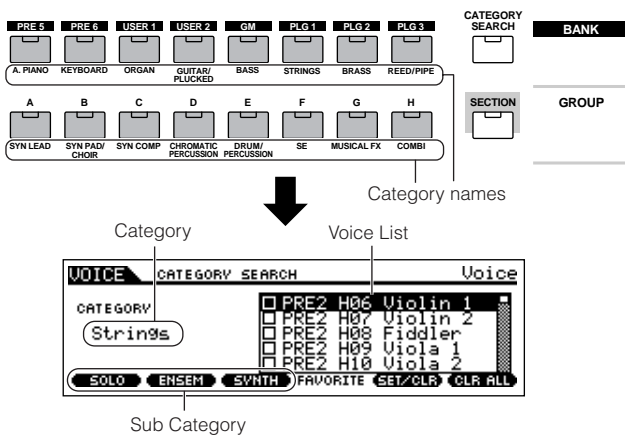 CATEGORY SEARCH
PRE 5 PRE 6 USER 1 USER 2 GM PLG 1 PLG 2 PLG 3 BANK
A. PIANO KEYBOARD ORGAN GUITAR/ PLUCKED BASS STRINGS BRASS REED/PIPE
A B C D E F G H SECTION GROUP
SYN LEAD SYN PAD/ CHOIR SYN COMP CHROMATIC PERCUSSION DRUM/ PERCUSSION SE MUSICAL FX COMBI
Category names
Category Voice List
VOICE CATEGORY SEARCH Voice
CATEGORY
Strings
PRE2 H06 Violin 1
PRE2 H07 Violin 2
PRE2 H08 Fiddler
PRE2 H09 Viola 1
PRE2 H10 Viola 2
SOLO ENSEM SYNTH FAVORITE SET/CLR CLR ALL
Sub Category